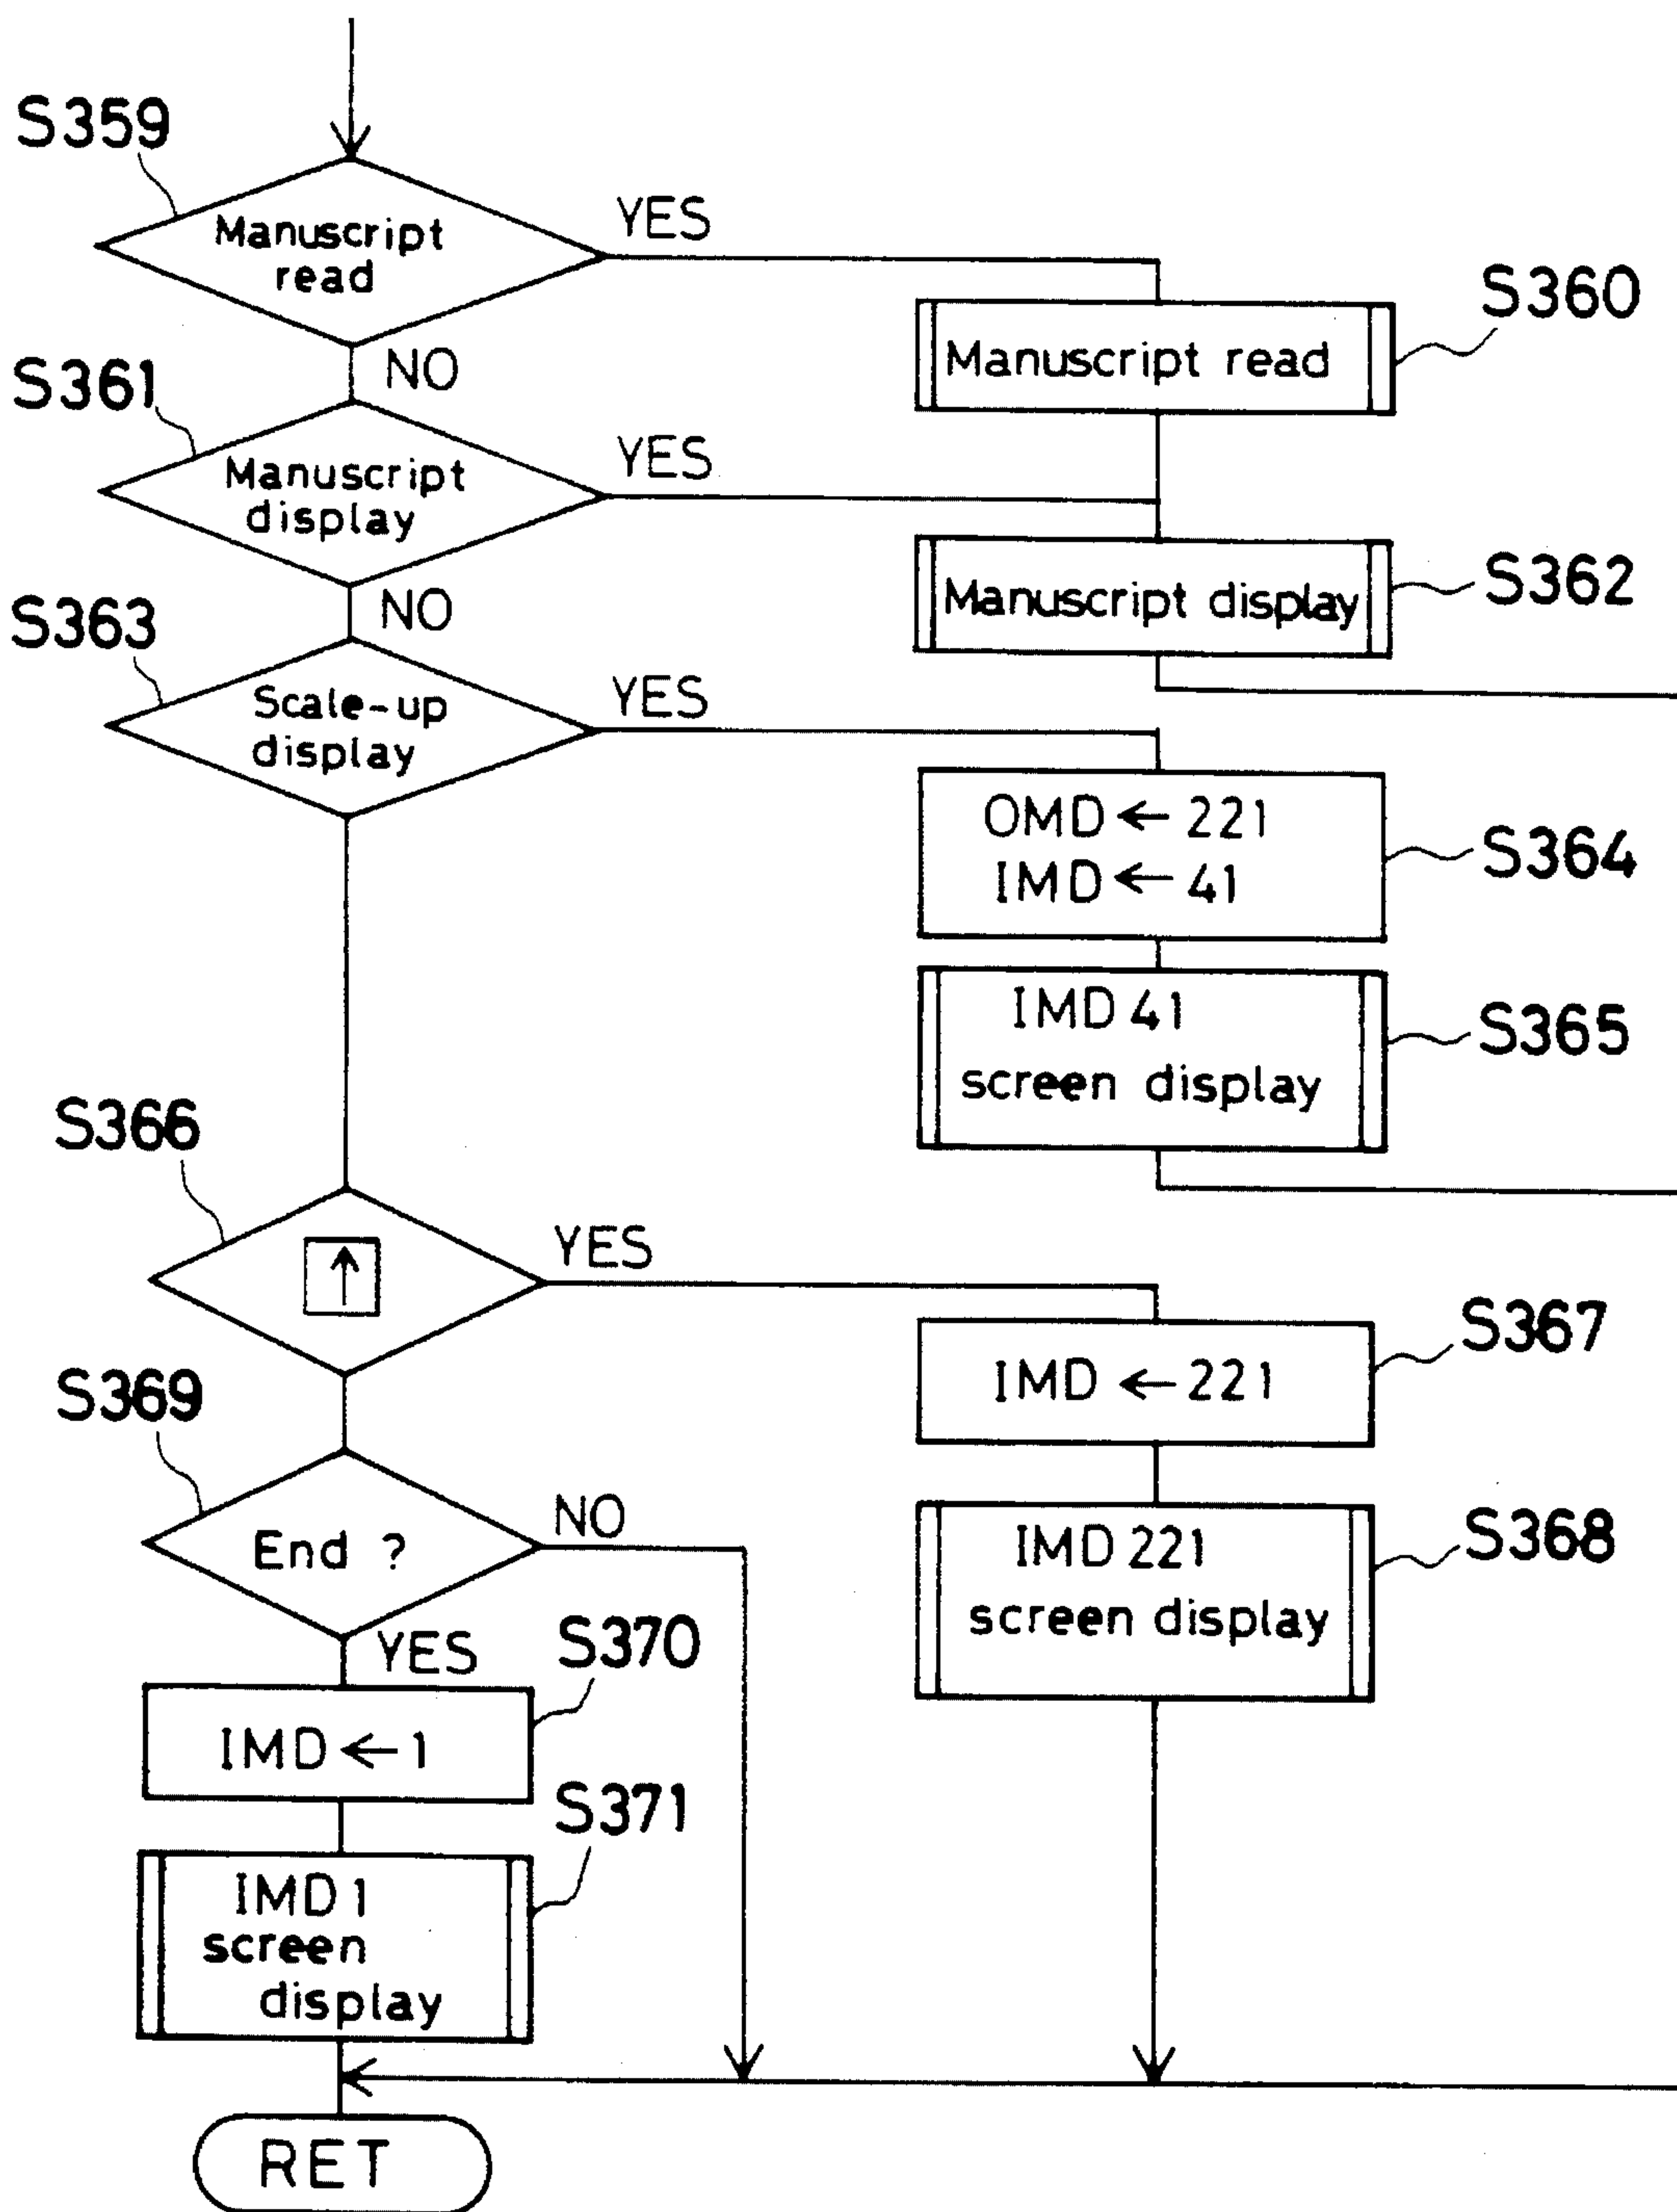 S359
Manuscript
read
YES
S360
Manuscript read
NO
S361
Manuscript
display
YES
S362
Manuscript display
NO
S363
Scale-up
display
YES
OMD ← 221
IMD ← 41
S364
IMD 41
screen display
S365
S366
↑
YES
S367
IMD ← 221
S369
End ?
NO
IMD 221
screen display
S368
YES
S370
IMD ← 1
S371
IMD 1
screen
display
RET